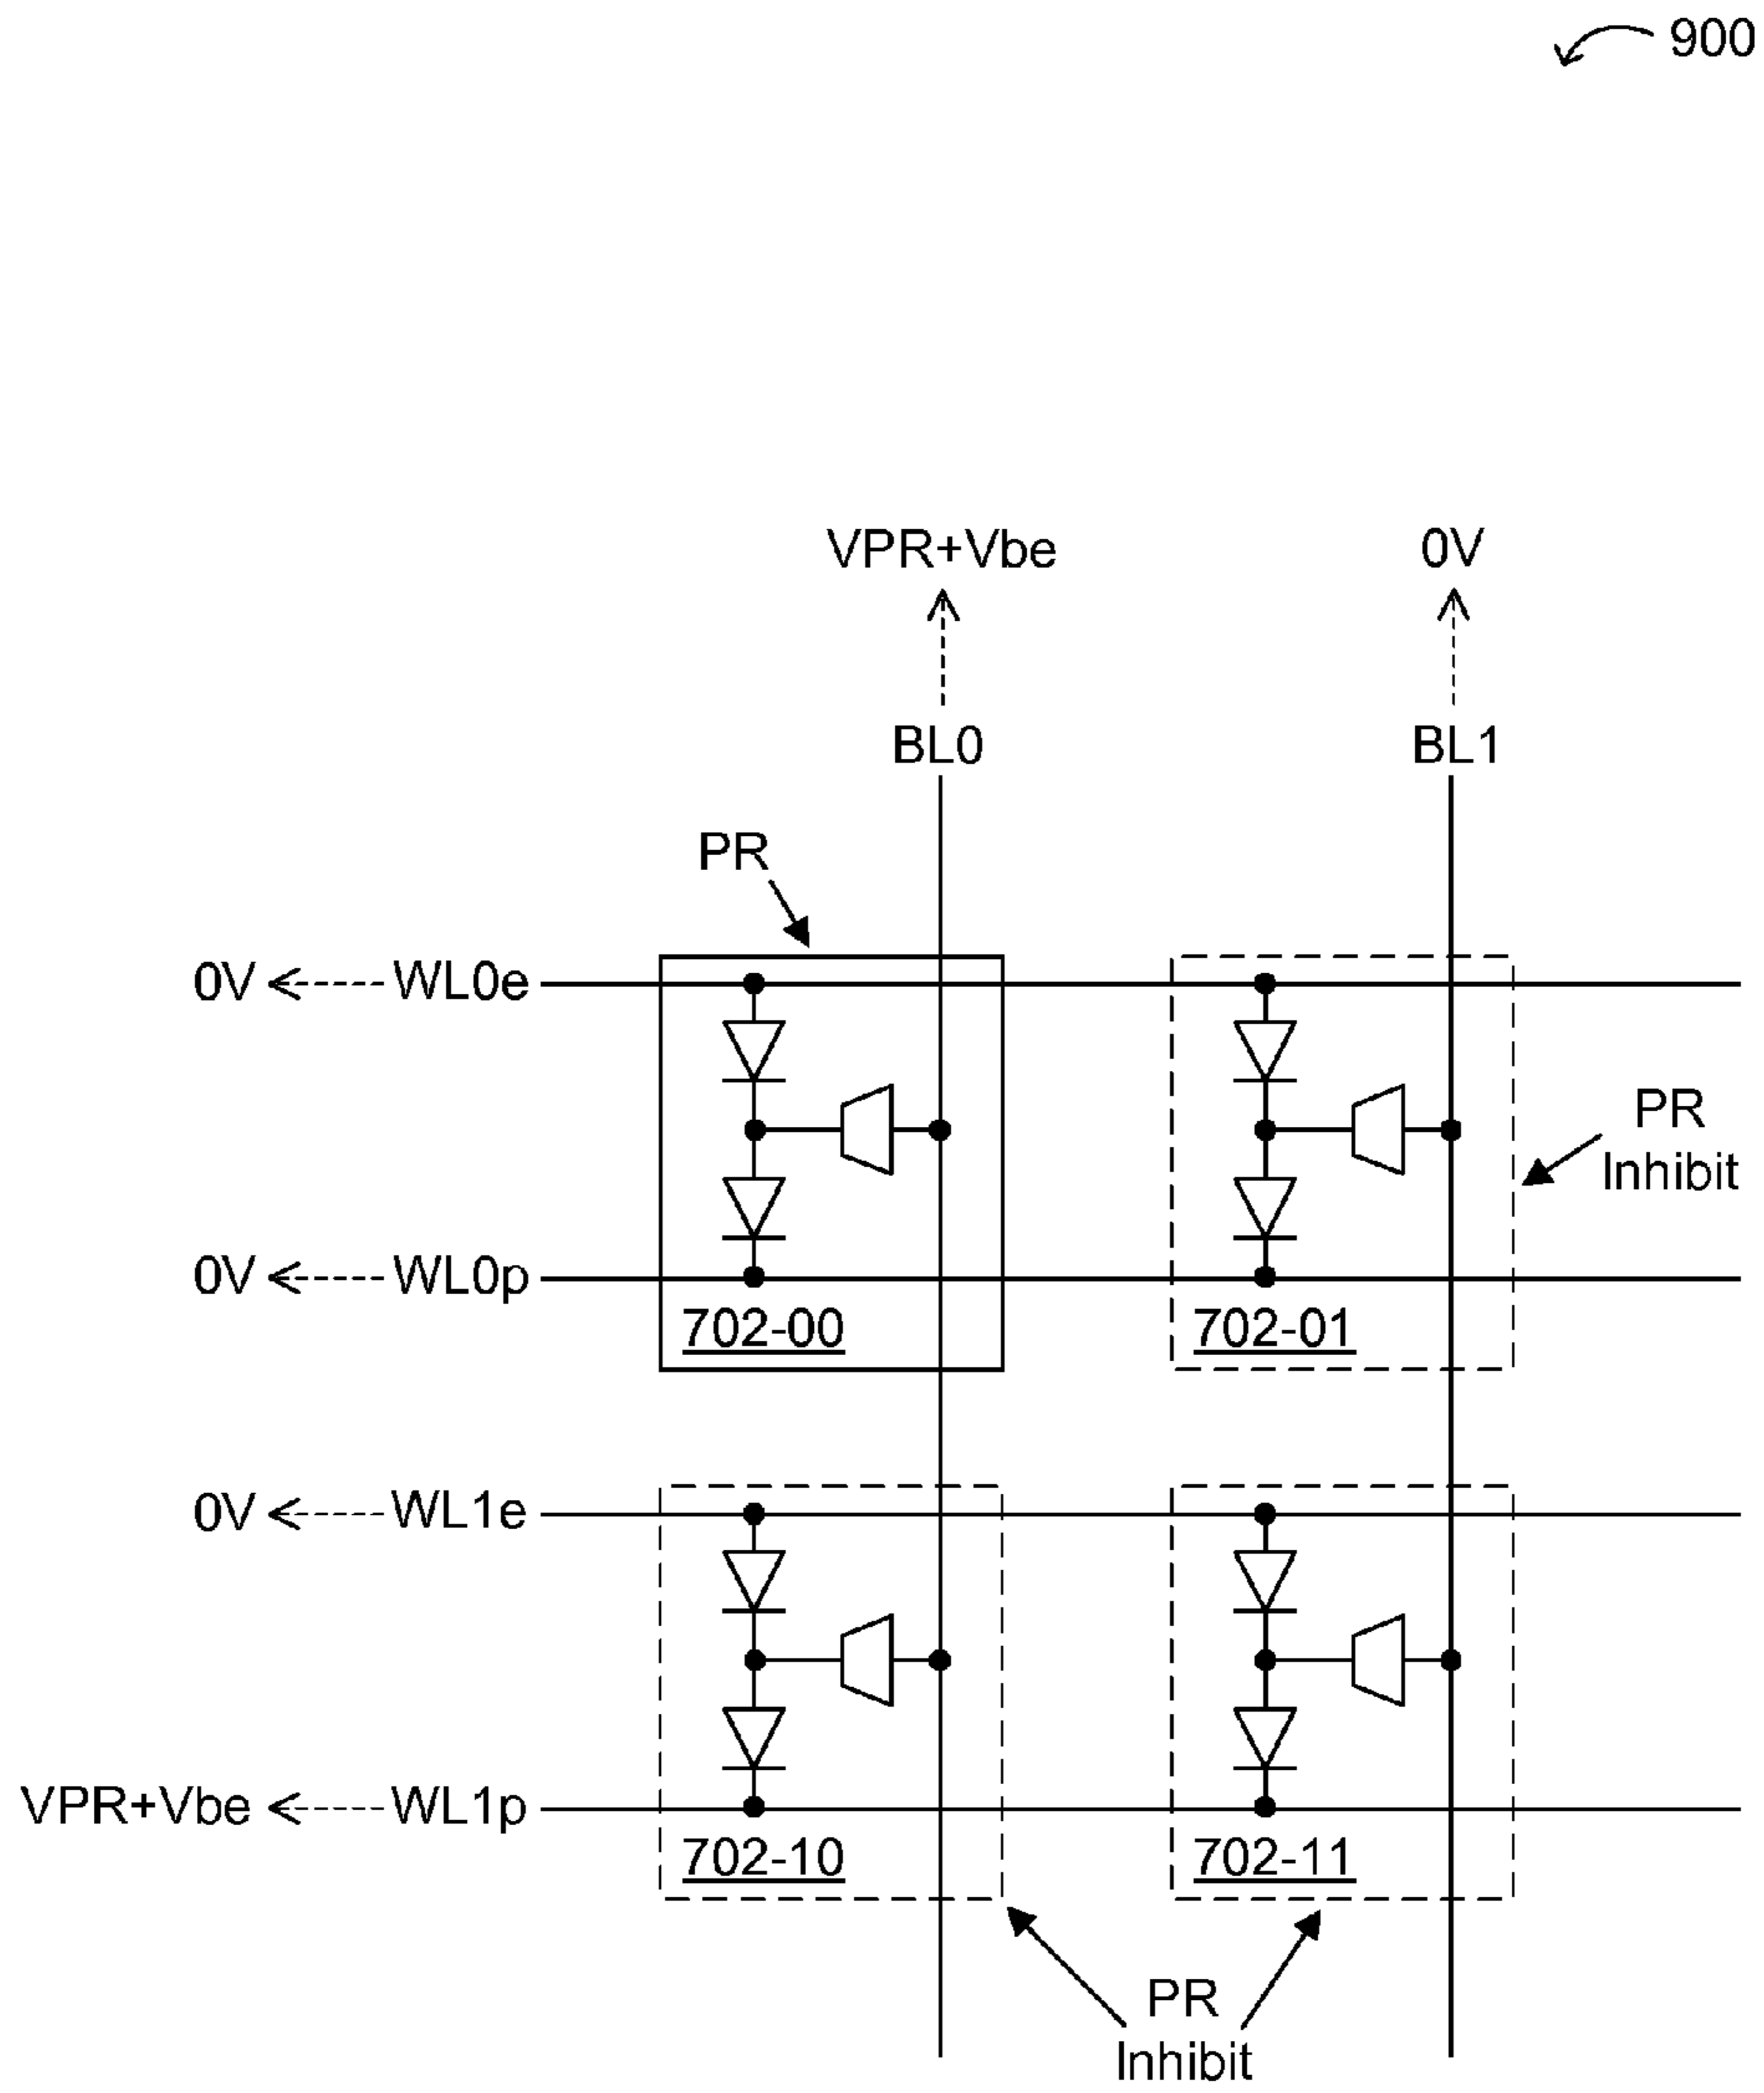 900
VPR+Vbe
0V
BL0
BL1
PR
0V
WL0e
PR
Inhibit
0V
WL0p
702-00
702-01
0V
WL1e
VPR+Vbe
WL1p
702-10
702-11
PR
Inhibit